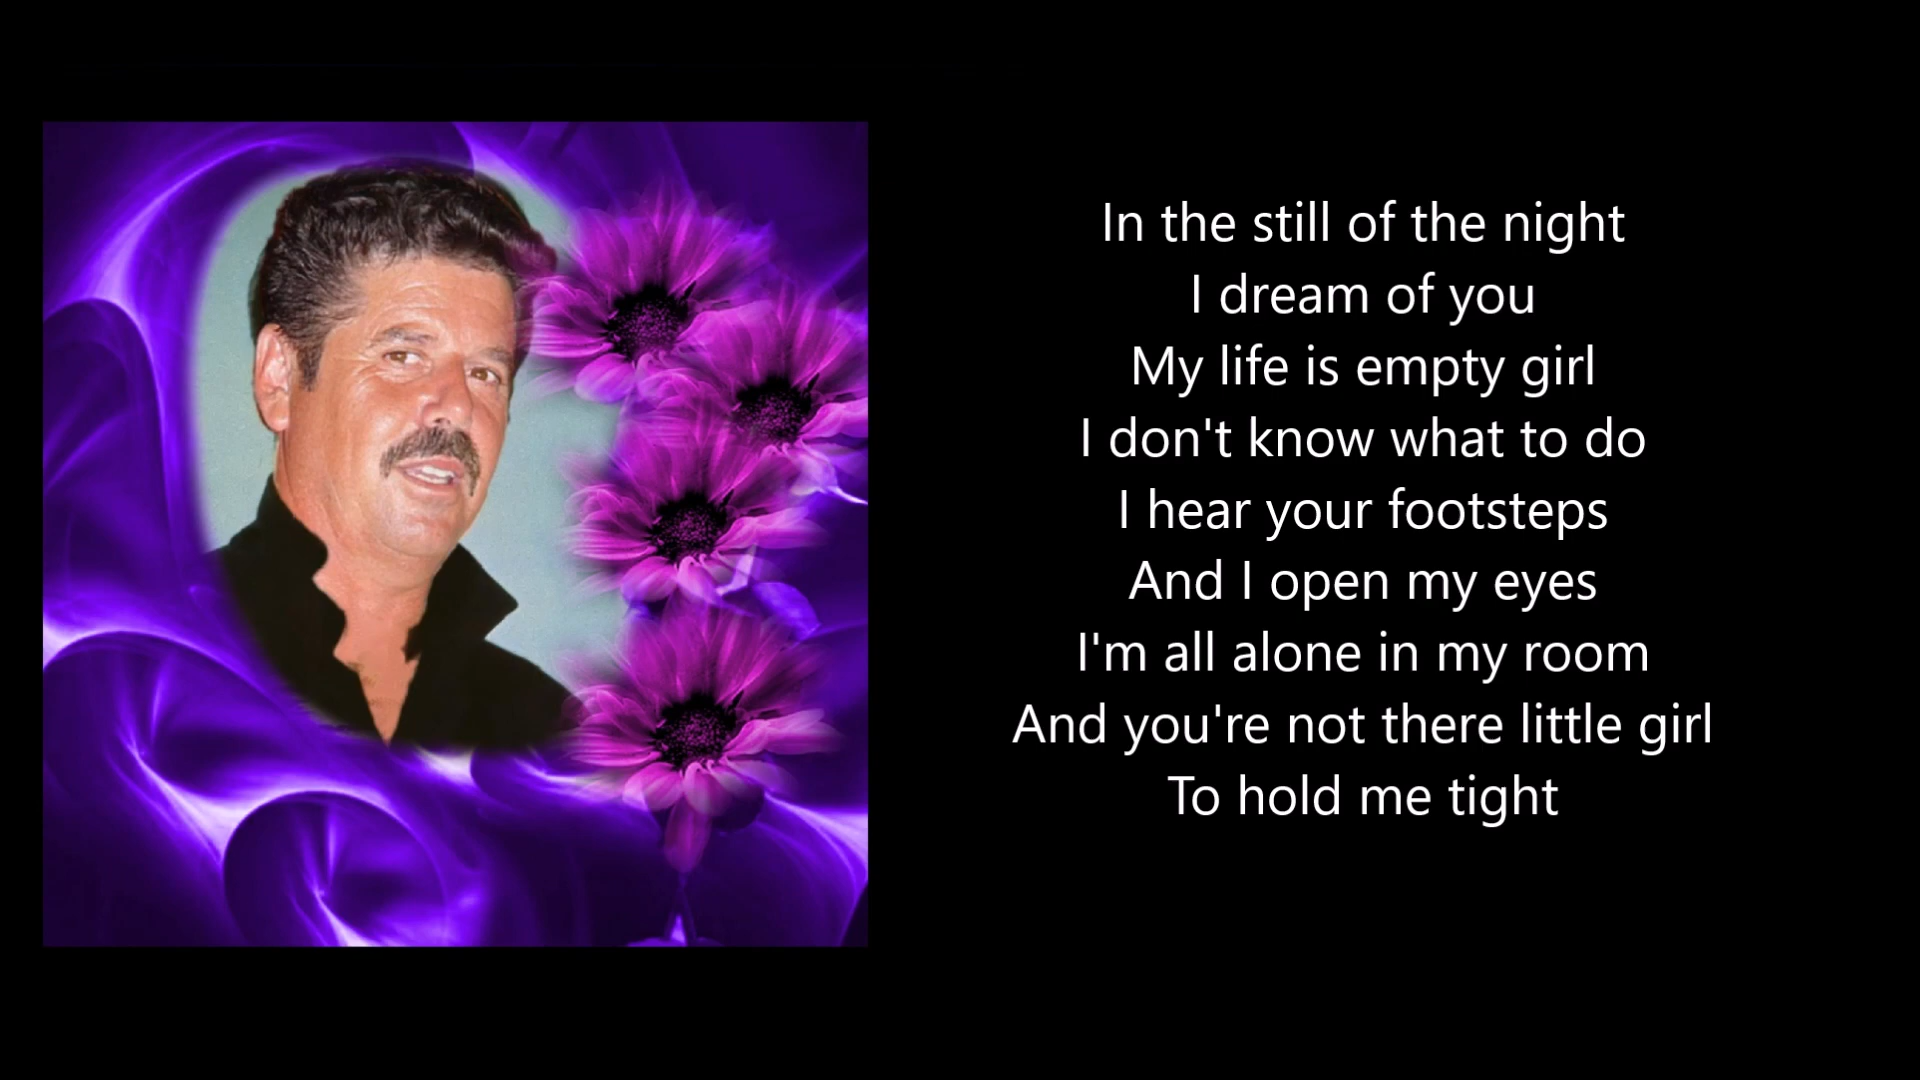 In the still of the night
I dream of you
My life is empty girl
I don't know what to do
I hear your footsteps
And I open my eyes
I'm all alone in my room
And you're not there little girl
To hold me tight